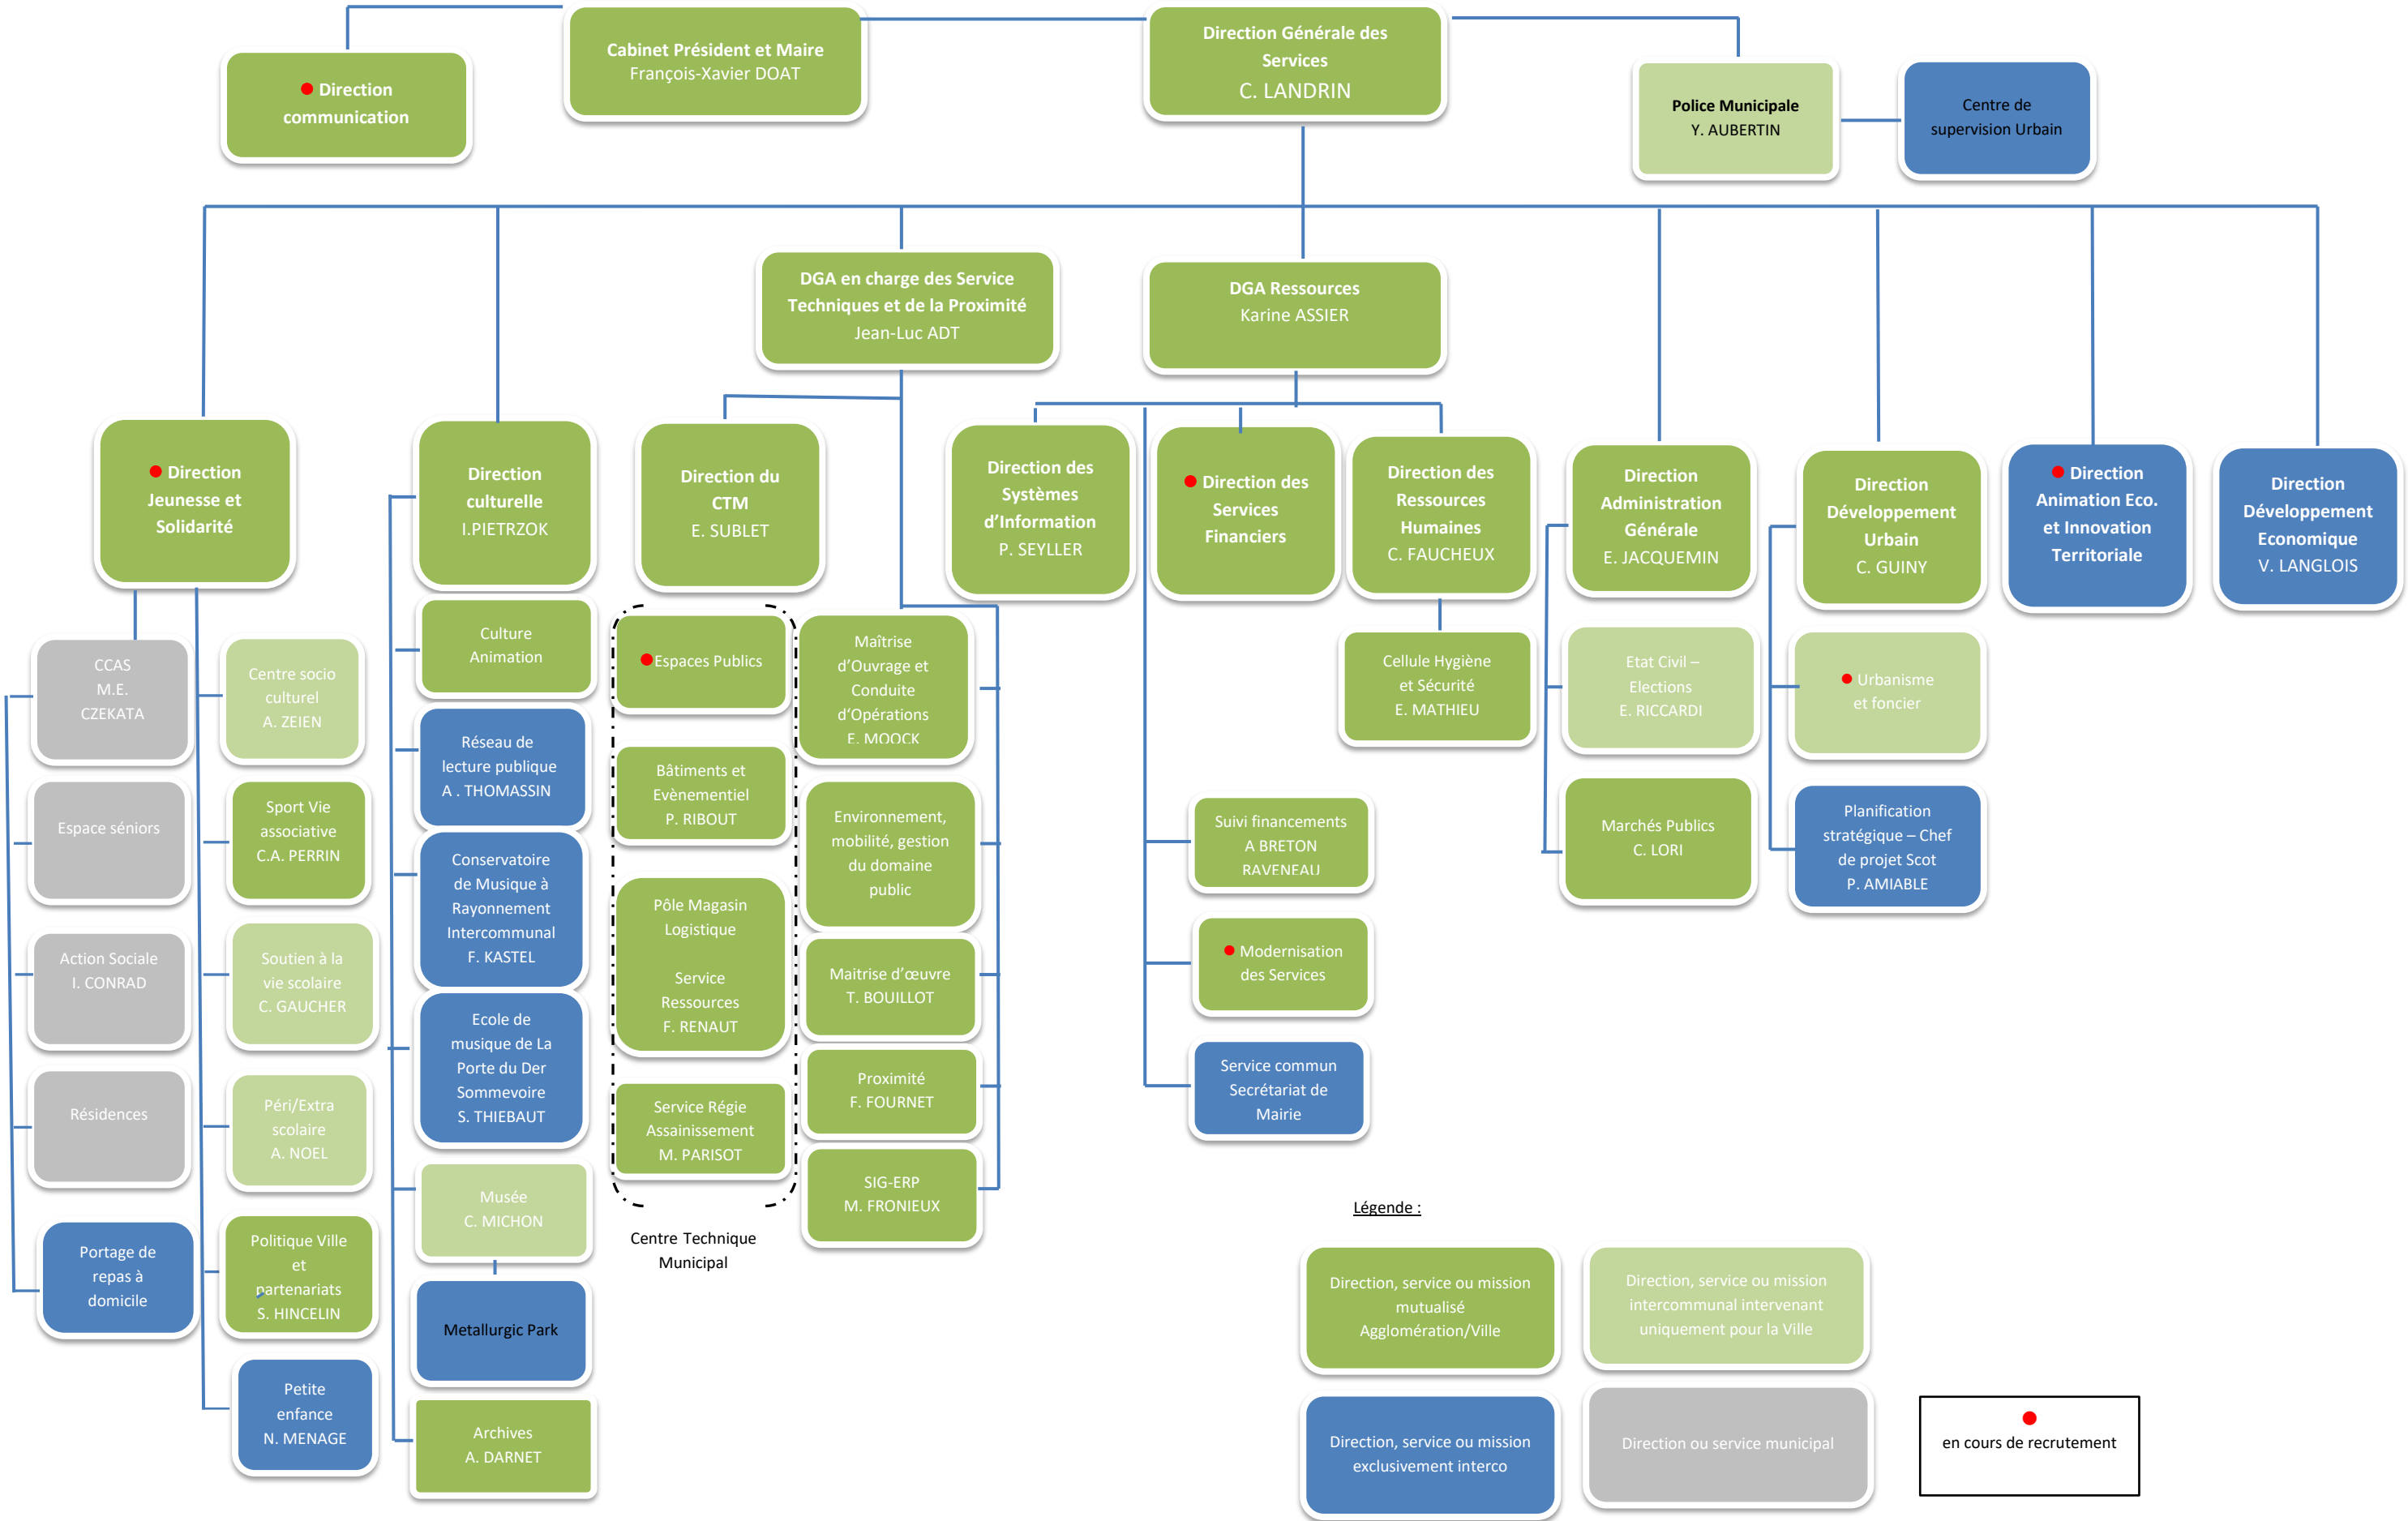 Cabinet Président et Maire
François-Xavier DOAT
Direction Générale des
Services
C. LANDRIN
Direction
communication
Police Municipale
Y. AUBERTIN
Centre de
supervision Urbain
DGA en charge des Service
Techniques et de la Proximité
Jean-Luc ADT
DGA Ressources
Karine ASSIER
Direction
Jeunesse et
Solidarité
Direction
culturelle
I.PIETRZOK
Direction du
CTM
E. SUBLET
Direction des
Systèmes
d’Information
P. SEYLLER
Direction des
Services
Financiers
Direction des
Ressources
Humaines
C. FAUCHEUX
Direction
Administration
Générale
E. JACQUEMIN
Direction
Développement
Urbain
C. GUINY
Direction
Animation Eco.
et Innovation
Territoriale
Direction
Développement
Economique
V. LANGLOIS
CCAS
M.E.
CZEKATA
Espace séniors
Action Sociale
I. CONRAD
Résidences
Portage de
repas à
domicile
Centre socio
culturel
A. ZEIEN
Sport Vie
associative
C.A. PERRIN
Soutien à la
vie scolaire
C. GAUCHER
Péri/Extra
scolaire
A. NOEL
Politique Ville
et
partenariats
S. HINCELIN
Petite
enfance
N. MENAGE
Culture
Animation
Réseau de
lecture publique
A . THOMASSIN
Conservatoire
de Musique à
Rayonnement
Intercommunal
F. KASTEL
Ecole de
musique de La
Porte du Der
Sommevoire
S. THIEBAUT
Musée
C. MICHON
Metallurgic Park
Archives
A. DARNET
Espaces Publics
Bâtiments et
Evènementiel
P. RIBOUT
Pôle Magasin
Logistique
Service
Ressources
F. RENAUT
Service Régie
Assainissement
M. PARISOT
Centre Technique
Municipal
Maîtrise
d’Ouvrage et
Conduite
d’Opérations
E. MOOCK
Environnement,
mobilité, gestion
du domaine
public
Maitrise d’œuvre
T. BOUILLOT
Proximité
F. FOURNET
SIG-ERP
M. FRONIEUX
Suivi financements
A BRETON
RAVENEAU
Modernisation
des Services
Service commun
Secrétariat de
Mairie
Cellule Hygiène
et Sécurité
E. MATHIEU
Etat Civil –
Elections
E. RICCARDI
Marchés Publics
C. LORI
Urbanisme
et foncier
Planification
stratégique – Chef
de projet Scot
P. AMIABLE
Légende :
Direction, service ou mission
mutualisé
Agglomération/Ville
Direction, service ou mission
intercommunal intervenant
uniquement pour la Ville
Direction, service ou mission
exclusivement interco
Direction ou service municipal
en cours de recrutement